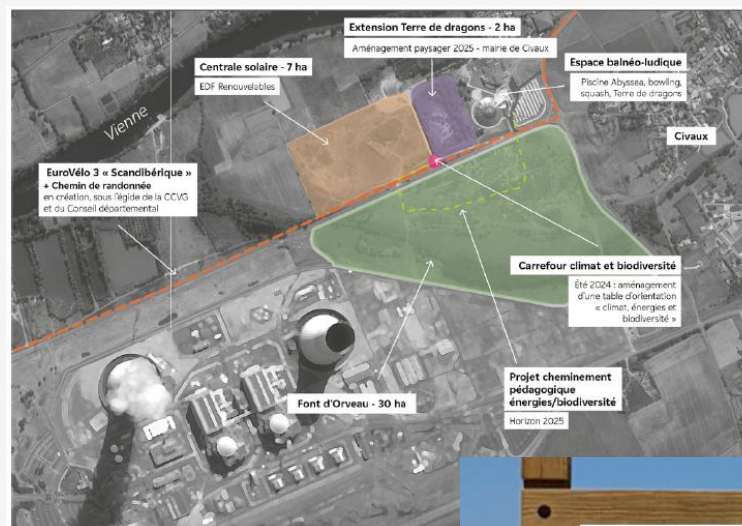 Extension Terre de dragons - 2 ha
Aménagement paysager 2025 - mairie de Civaux
Centrale solaire - 7 ha
EDF Renouvelables
Espace balnéo-ludique
Piscine Abyssea, bowling,
squash, Terre de dragons
Vienne
Civaux
EuroVélo 3 « Scandibérique »
+ Chemin de randonnée
en création, sous l'égide de la CCVG
et du Conseil départemental
Carrefour climat et biodiversité
Été 2024 : aménagement
d'une table d'orientation
« climat, énergies et
biodiversité »
Projet cheminement
pédagogique
énergies/biodiversité
Horizon 2025
Font d'Orveau - 30 ha